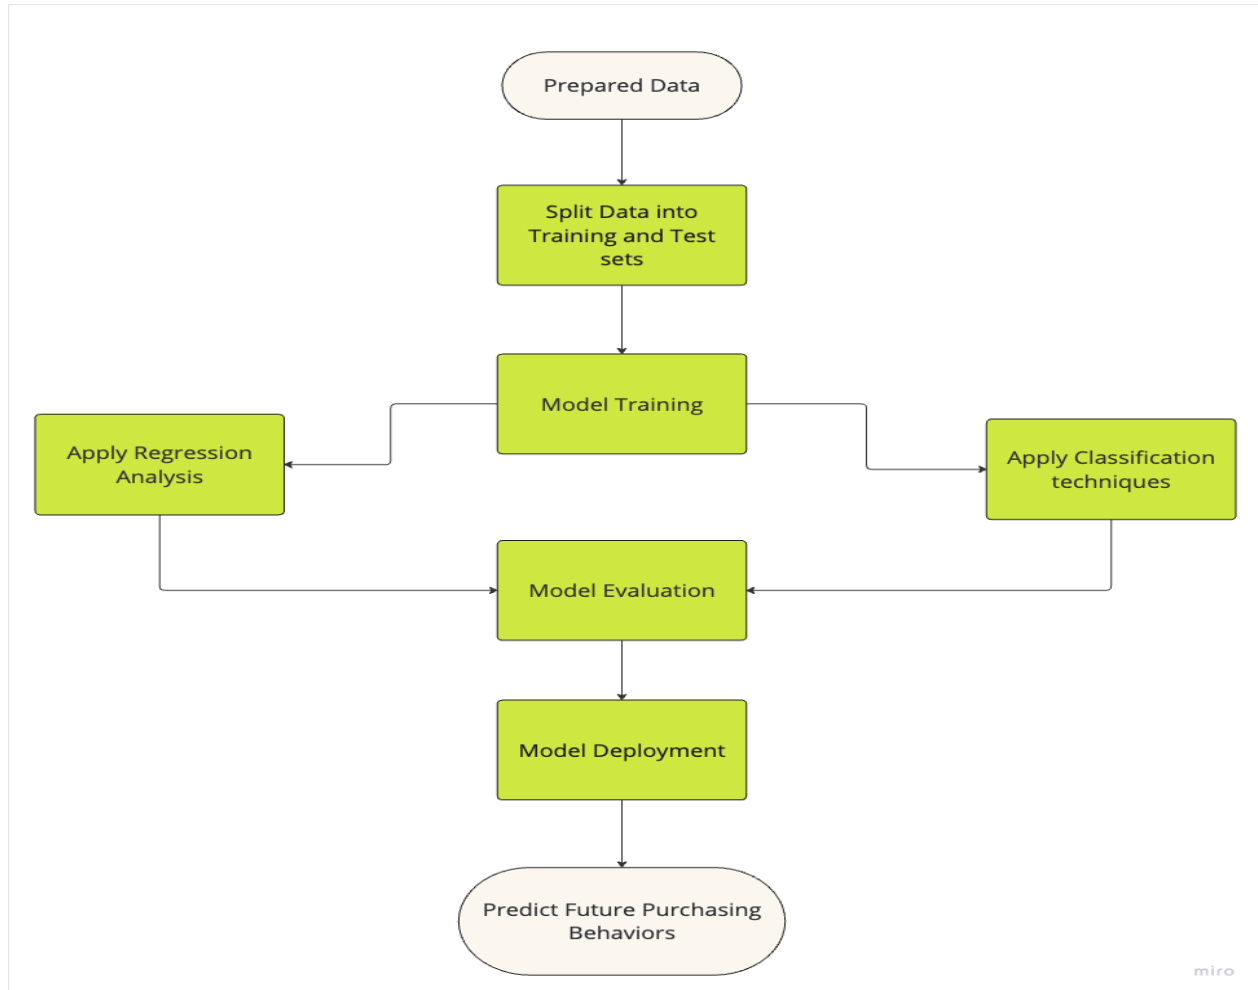 Prepared Data
Split Data into
Training and Test
sets
Model Training
Apply Regression
Analysis
Apply Classification
techniques
Model Evaluation
Model Deployment
Predict Future Purchasing
Behaviors
miro